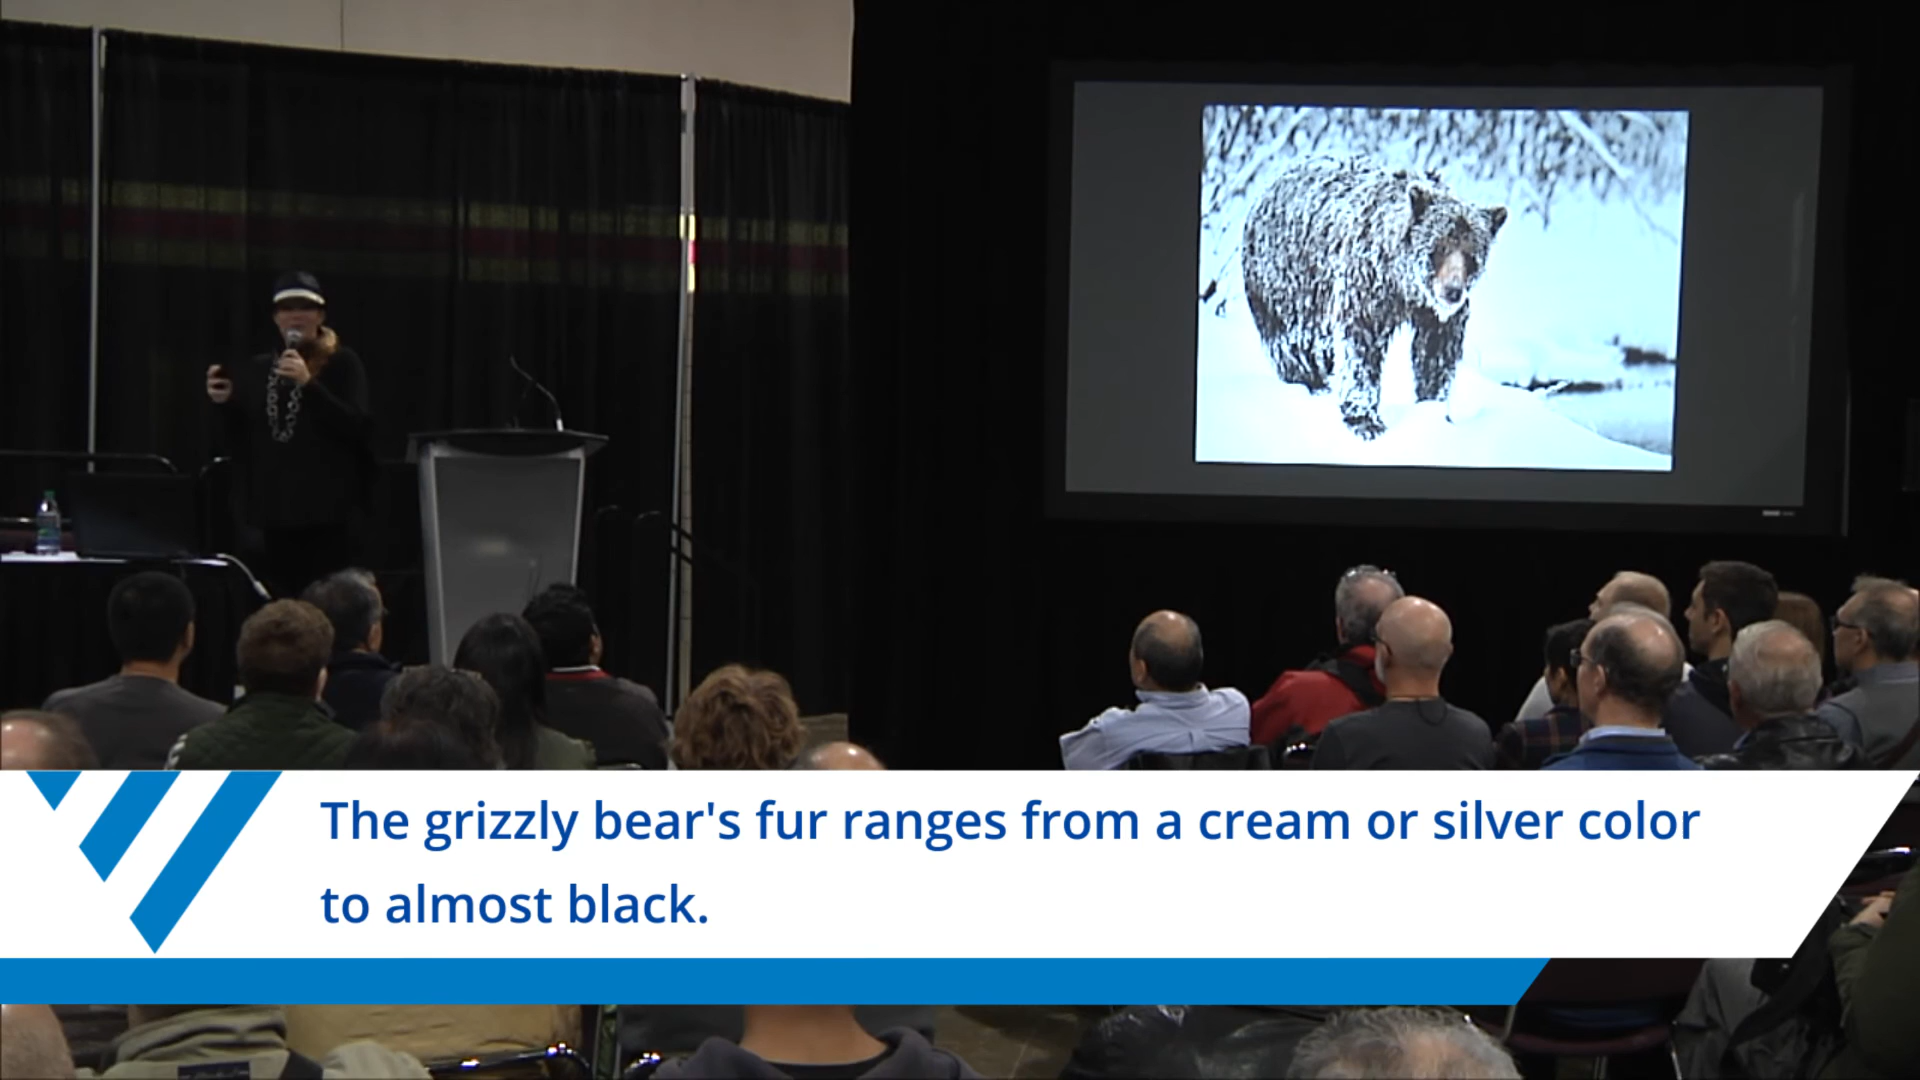 The grizzly bear's fur ranges from a cream or silver color
to almost black.